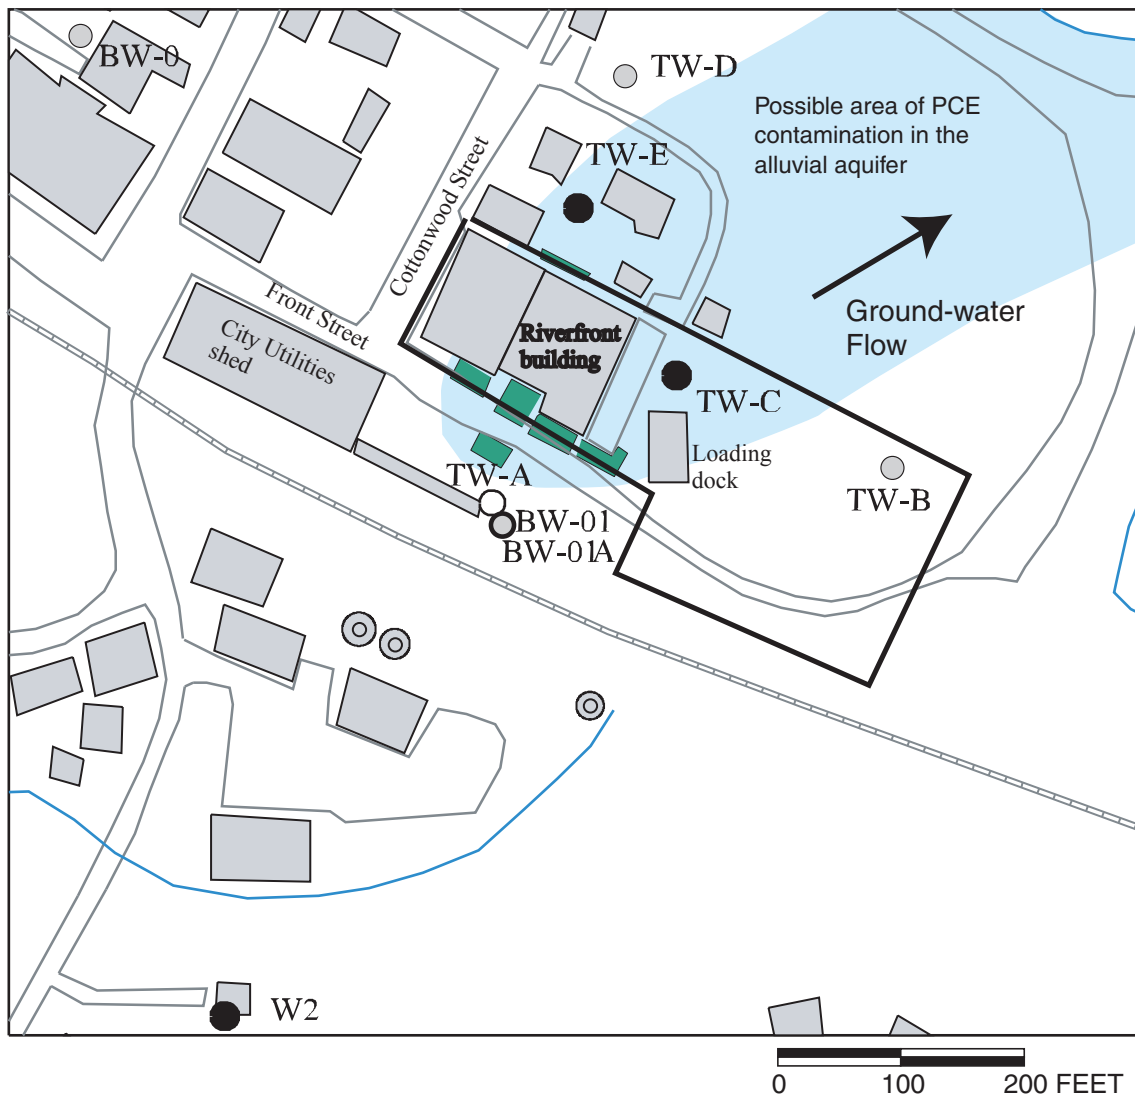 BW-0
TW-D
Possible area of PCE
contamination in the
alluvial aquifer
TW-E
Cottonwood Street
Ground-water
Flow
Front Street
City Utilities
shed
Riverfront
building
TW-C
Loading
dock
TW-A
TW-B
BW-01
BW-01A
W2
0 100 200 FEET